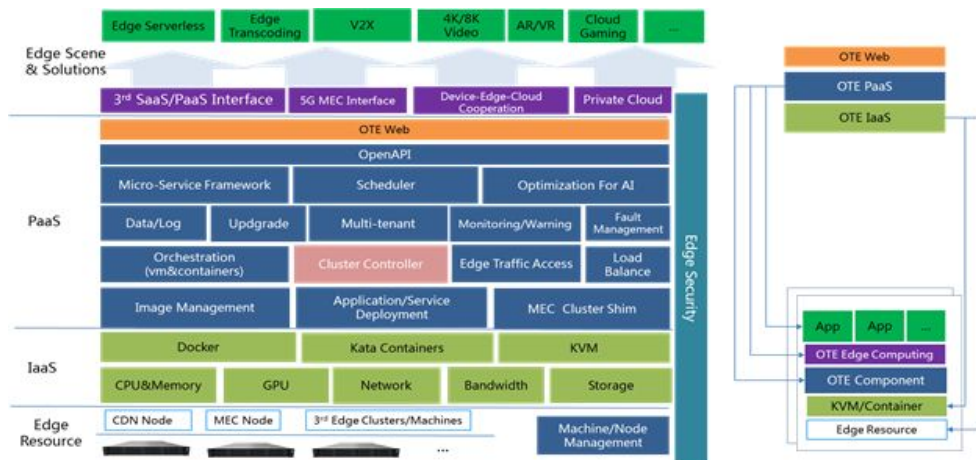 Edge Serverless
Edge
Transcoding
V2X
4K/8K
Video
AR/VR
Cloud
Gaming
...
Edge Scene
& Solutions
3rd SaaS/PaaS Interface
5G MEC Interface
Device-Edge-Cloud
Cooperation
Private Cloud
PaaS
OTE Web
OpenAPI
Micro-Service Framework
Scheduler
Optimization For AI
Data/Log
Updgrade
Multi-tenant
Monitoring/Warning
Fault
Management
Orchestration
(vm&containers)
Cluster Controller
Edge Traffic Access
Load
Balance
Image Management
Application/Service
Deployment
MEC Cluster Shim
IaaS
Docker
Kata Containers
KVM
CPU&Memory
GPU
Network
Bandwidth
Storage
Edge
Resource
CDN Node
MEC Node
3rd Edge Clusters/Machines
...
Machine/Node
Management
Edge Security
OTE Web
OTE PaaS
OTE IaaS
App
App
...
OTE Edge Computing
OTE Component
KVM/Container
Edge Resource